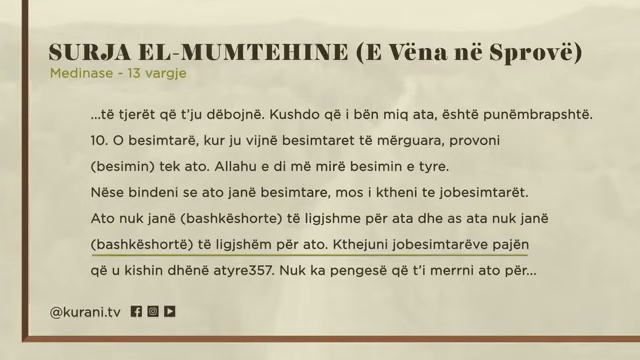 SURJA EL-MUMTEHINE (E Vëna në Sprovë)
Medinase - 13 vargje
...të tjerët që t'ju dëbojnë. Kushdo që i bën miq ata, është punëmbrapshtë.
10. O besimtarë, kur ju vijnë besimtaret të mërguara, provoni
(besimin) tek ato. Allahu e di më mirë besimin e tyre.
Nëse bindeni se ato janë besimtare, mos i ktheni te jobesimtarët.
Ato nuk janë (bashkëshorte) të ligjshme për ata dhe as ata nuk janë
(bashkëshortë) të ligjshëm për ato. Kthejuni jobesimtarëve pajën
që u kishin dhënë atyre357. Nuk ka pengesë që t'i merrni ato për...
@kurani.tv